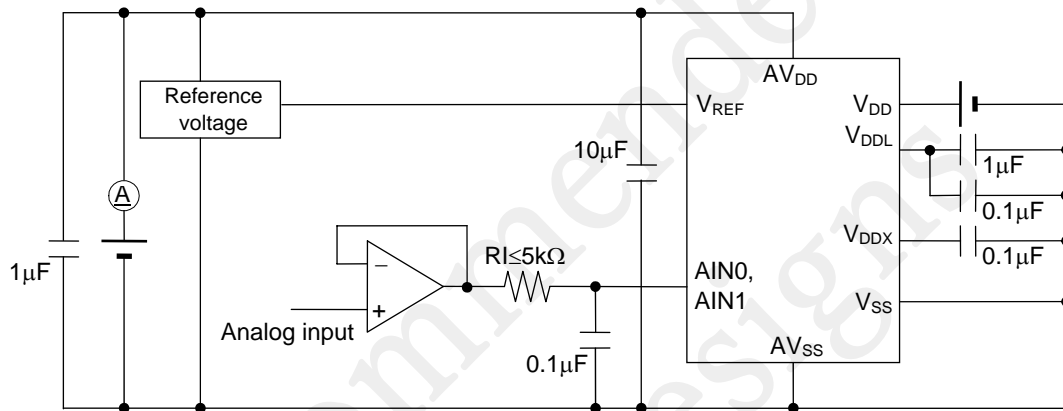 AVDD
Reference
voltage
VREF
VDD
VDDL
10μF
1μF
A
0.1μF
VDDX
0.1μF
1μF
RI≤5kΩ
−
+
AIN0,
AIN1
VSS
Analog input
0.1μF
AVSS